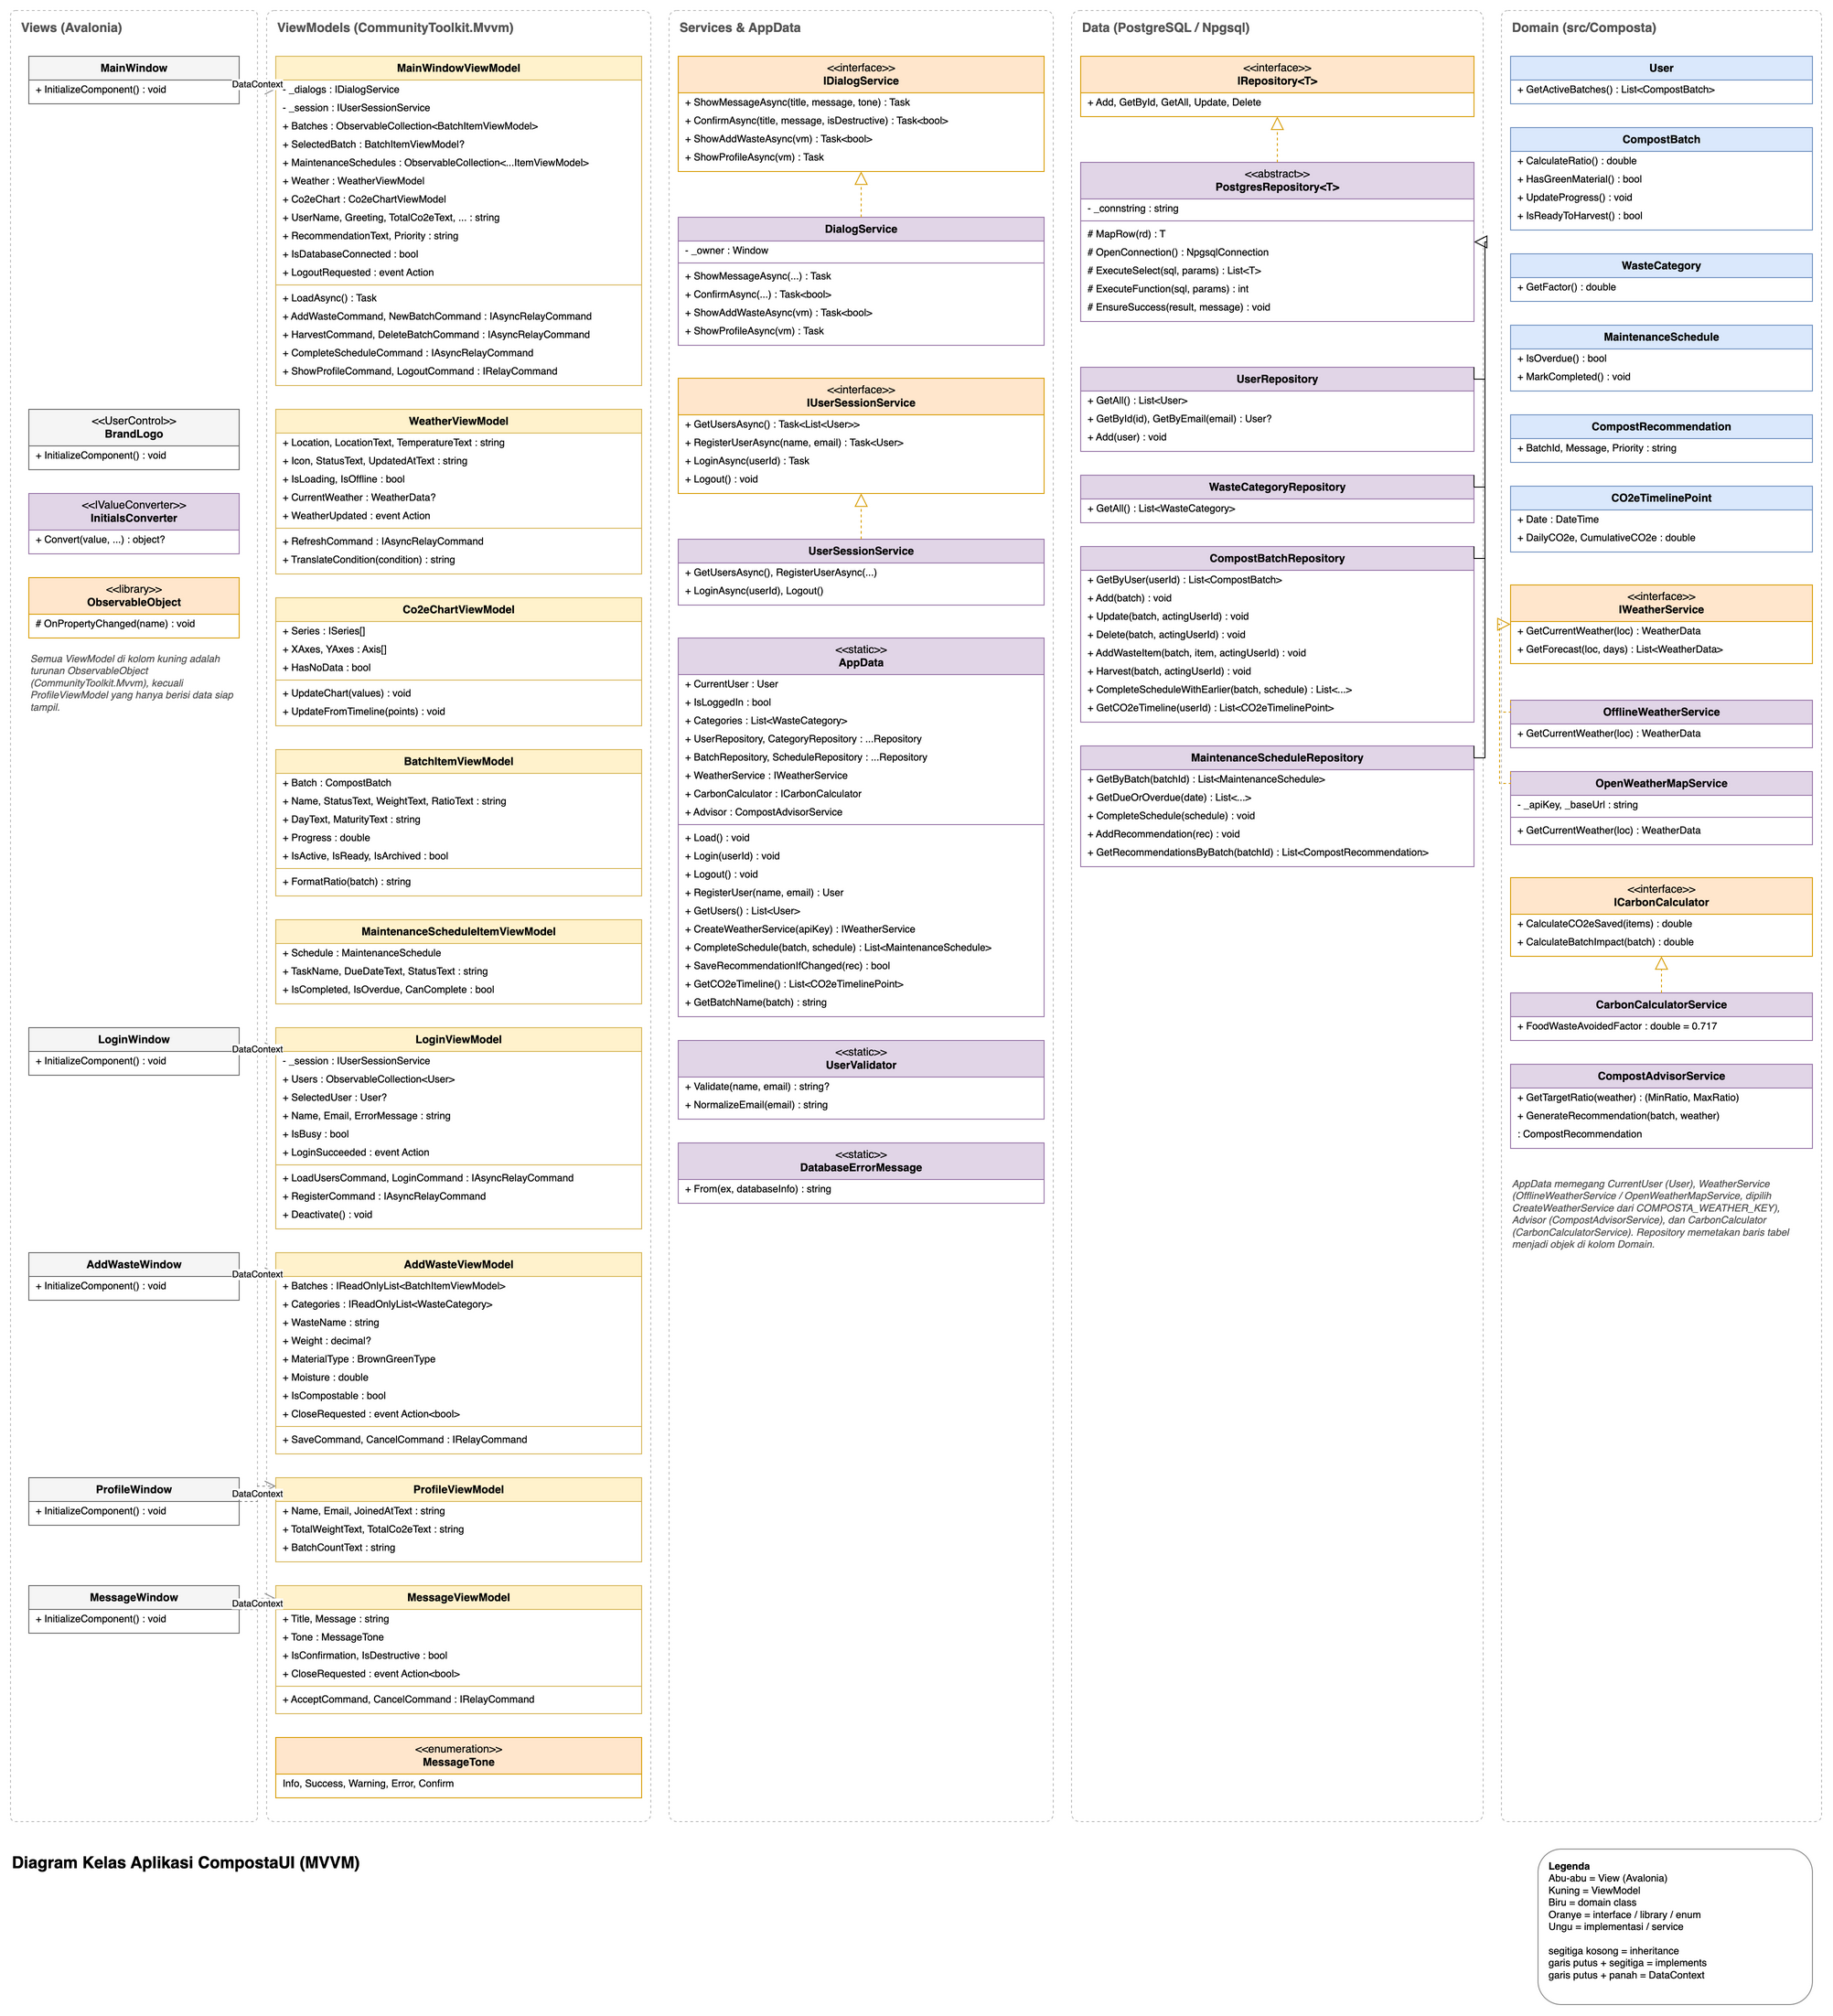 Views (Avalonia)
MainWindow
+ InitializeComponent() : void
<<UserControl>>
BrandLogo
+ InitializeComponent() : void
<<IValueConverter>>
InitialsConverter
+ Convert(value, ...) : object?
<<library>>
ObservableObject
# OnPropertyChanged(name) : void
Semua ViewModel di kolom kuning adalah
turunan ObservableObject
(CommunityToolkit.Mvvm), kecuali
ProfileViewModel yang hanya berisi data siap
tampil.
LoginWindow
+ InitializeComponent() : void
AddWasteWindow
+ InitializeComponent() : void
ProfileWindow
+ InitializeComponent() : void
MessageWindow
+ InitializeComponent() : void
DataContext
DataContext
DataContext
DataContext
DataContext
ViewModels (CommunityToolkit.Mvvm)
MainWindowViewModel
- _dialogs : IDialogService
- _session : IUserSessionService
+ Batches : ObservableCollection<BatchItemViewModel>
+ SelectedBatch : BatchItemViewModel?
+ MaintenanceSchedules : ObservableCollection<...ItemViewModel>
+ Weather : WeatherViewModel
+ Co2eChart : Co2eChartViewModel
+ UserName, Greeting, TotalCo2eText, ... : string
+ RecommendationText, Priority : string
+ IsDatabaseConnected : bool
+ LogoutRequested : event Action
+ LoadAsync() : Task
+ AddWasteCommand, NewBatchCommand : IAsyncRelayCommand
+ HarvestCommand, DeleteBatchCommand : IAsyncRelayCommand
+ CompleteScheduleCommand : IAsyncRelayCommand
+ ShowProfileCommand, LogoutCommand : IRelayCommand
WeatherViewModel
+ Location, LocationText, TemperatureText : string
+ Icon, StatusText, UpdatedAtText : string
+ IsLoading, IsOffline : bool
+ CurrentWeather : WeatherData?
+ WeatherUpdated : event Action
+ RefreshCommand : IAsyncRelayCommand
+ TranslateCondition(condition) : string
Co2eChartViewModel
+ Series : ISeries[]
+ XAxes, YAxes : Axis[]
+ HasNoData : bool
+ UpdateChart(values) : void
+ UpdateFromTimeline(points) : void
BatchItemViewModel
+ Batch : CompostBatch
+ Name, StatusText, WeightText, RatioText : string
+ DayText, MaturityText : string
+ Progress : double
+ IsActive, IsReady, IsArchived : bool
+ FormatRatio(batch) : string
MaintenanceScheduleItemViewModel
+ Schedule : MaintenanceSchedule
+ TaskName, DueDateText, StatusText : string
+ IsCompleted, IsOverdue, CanComplete : bool
LoginViewModel
- _session : IUserSessionService
+ Users : ObservableCollection<User>
+ SelectedUser : User?
+ Name, Email, ErrorMessage : string
+ IsBusy : bool
+ LoginSucceeded : event Action
+ LoadUsersCommand, LoginCommand : IAsyncRelayCommand
+ RegisterCommand : IAsyncRelayCommand
+ Deactivate() : void
AddWasteViewModel
+ Batches : IReadOnlyList<BatchItemViewModel>
+ Categories : IReadOnlyList<WasteCategory>
+ WasteName : string
+ Weight : decimal?
+ MaterialType : BrownGreenType
+ Moisture : double
+ IsCompostable : bool
+ CloseRequested : event Action<bool>
+ SaveCommand, CancelCommand : IRelayCommand
ProfileViewModel
+ Name, Email, JoinedAtText : string
+ TotalWeightText, TotalCo2eText : string
+ BatchCountText : string
MessageViewModel
+ Title, Message : string
+ Tone : MessageTone
+ IsConfirmation, IsDestructive : bool
+ CloseRequested : event Action<bool>
+ AcceptCommand, CancelCommand : IRelayCommand
<<enumeration>>
MessageTone
Info, Success, Warning, Error, Confirm
Services & AppData
<<interface>>
IDialogService
+ ShowMessageAsync(title, message, tone) : Task
+ ConfirmAsync(title, message, isDestructive) : Task<bool>
+ ShowAddWasteAsync(vm) : Task<bool>
+ ShowProfileAsync(vm) : Task
DialogService
- _owner : Window
+ ShowMessageAsync(...) : Task
+ ConfirmAsync(...) : Task<bool>
+ ShowAddWasteAsync(vm) : Task<bool>
+ ShowProfileAsync(vm) : Task
<<interface>>
IUserSessionService
+ GetUsersAsync() : Task<List<User>>
+ RegisterUserAsync(name, email) : Task<User>
+ LoginAsync(userId) : Task
+ Logout() : void
UserSessionService
+ GetUsersAsync(), RegisterUserAsync(...)
+ LoginAsync(userId), Logout()
<<static>>
AppData
+ CurrentUser : User
+ IsLoggedIn : bool
+ Categories : List<WasteCategory>
+ UserRepository, CategoryRepository : ...Repository
+ BatchRepository, ScheduleRepository : ...Repository
+ WeatherService : IWeatherService
+ CarbonCalculator : ICarbonCalculator
+ Advisor : CompostAdvisorService
+ Load() : void
+ Login(userId) : void
+ Logout() : void
+ RegisterUser(name, email) : User
+ GetUsers() : List<User>
+ CreateWeatherService(apiKey) : IWeatherService
+ CompleteSchedule(batch, schedule) : List<MaintenanceSchedule>
+ SaveRecommendationIfChanged(rec) : bool
+ GetCO2eTimeline() : List<CO2eTimelinePoint>
+ GetBatchName(batch) : string
<<static>>
UserValidator
+ Validate(name, email) : string?
+ NormalizeEmail(email) : string
<<static>>
DatabaseErrorMessage
+ From(ex, databaseInfo) : string
Data (PostgreSQL / Npgsql)
<<interface>>
IRepository<T>
+ Add, GetById, GetAll, Update, Delete
<<abstract>>
PostgresRepository<T>
- _connstring : string
# MapRow(rd) : T
# OpenConnection() : NpgsqlConnection
# ExecuteSelect(sql, params) : List<T>
# ExecuteFunction(sql, params) : int
# EnsureSuccess(result, message) : void
UserRepository
+ GetAll() : List<User>
+ GetById(id), GetByEmail(email) : User?
+ Add(user) : void
WasteCategoryRepository
+ GetAll() : List<WasteCategory>
CompostBatchRepository
+ GetByUser(userId) : List<CompostBatch>
+ Add(batch) : void
+ Update(batch, actingUserId) : void
+ Delete(batch, actingUserId) : void
+ AddWasteItem(batch, item, actingUserId) : void
+ Harvest(batch, actingUserId) : void
+ CompleteScheduleWithEarlier(batch, schedule) : List<...>
+ GetCO2eTimeline(userId) : List<CO2eTimelinePoint>
MaintenanceScheduleRepository
+ GetByBatch(batchId) : List<MaintenanceSchedule>
+ GetDueOrOverdue(date) : List<...>
+ CompleteSchedule(schedule) : void
+ AddRecommendation(rec) : void
+ GetRecommendationsByBatch(batchId) : List<CompostRecommendation>
Domain (src/Composta)
User
+ GetActiveBatches() : List<CompostBatch>
CompostBatch
+ CalculateRatio() : double
+ HasGreenMaterial() : bool
+ UpdateProgress() : void
+ IsReadyToHarvest() : bool
WasteCategory
+ GetFactor() : double
MaintenanceSchedule
+ IsOverdue() : bool
+ MarkCompleted() : void
CompostRecommendation
+ BatchId, Message, Priority : string
CO2eTimelinePoint
+ Date : DateTime
+ DailyCO2e, CumulativeCO2e : double
<<interface>>
IWeatherService
+ GetCurrentWeather(loc) : WeatherData
+ GetForecast(loc, days) : List<WeatherData>
OfflineWeatherService
+ GetCurrentWeather(loc) : WeatherData
OpenWeatherMapService
- _apiKey, _baseUrl : string
+ GetCurrentWeather(loc) : WeatherData
<<interface>>
ICarbonCalculator
+ CalculateCO2eSaved(items) : double
+ CalculateBatchImpact(batch) : double
CarbonCalculatorService
+ FoodWasteAvoidedFactor : double = 0.717
CompostAdvisorService
+ GetTargetRatio(weather) : (MinRatio, MaxRatio)
+ GenerateRecommendation(batch, weather)
: CompostRecommendation
AppData memegang CurrentUser (User), WeatherService
(OfflineWeatherService / OpenWeatherMapService, dipilih
CreateWeatherService dari COMPOSTA_WEATHER_KEY),
Advisor (CompostAdvisorService), dan CarbonCalculator
(CarbonCalculatorService). Repository memetakan baris tabel
menjadi objek di kolom Domain.
Diagram Kelas Aplikasi CompostaUI (MVVM)
Legenda
Abu-abu = View (Avalonia)
Kuning = ViewModel
Biru = domain class
Oranye = interface / library / enum
Ungu = implementasi / service
segitiga kosong = inheritance
garis putus + segitiga = implements
garis putus + panah = DataContext